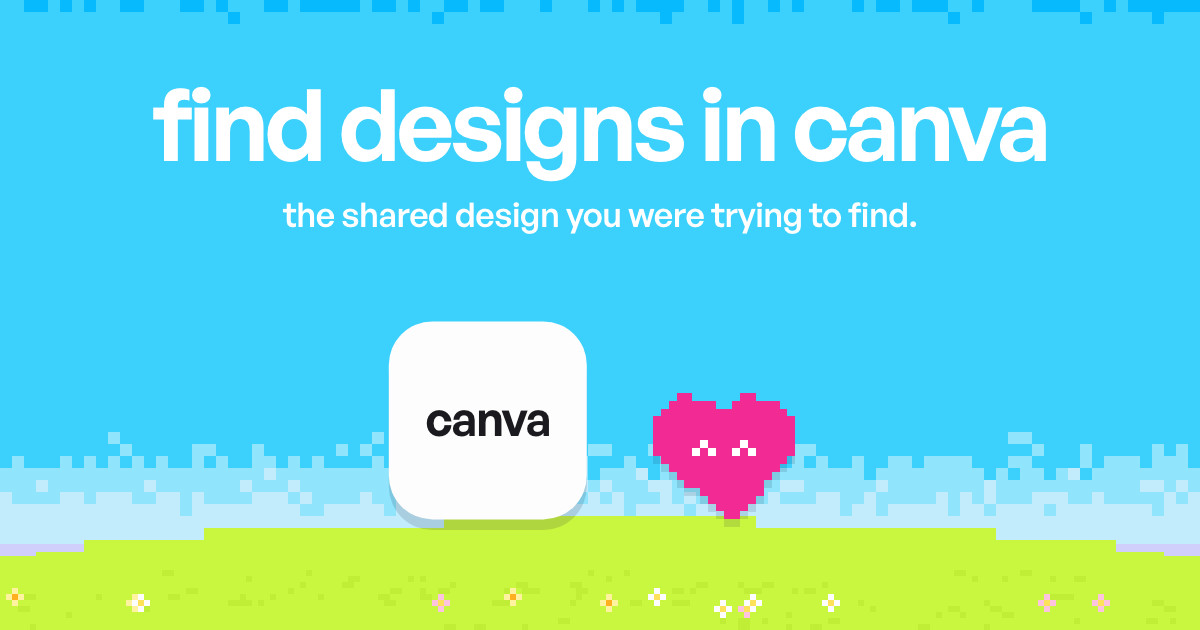 find designs in canva
the shared design you were trying to find.
canva